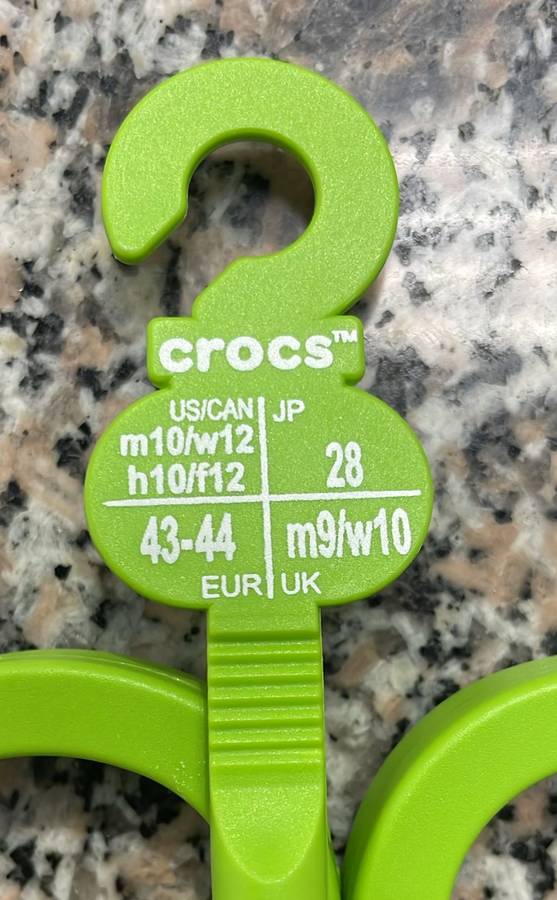 crocs™
US/CAN
m10/w12
h10/f12
JP
28
43-44
EUR
m9/w10
UK